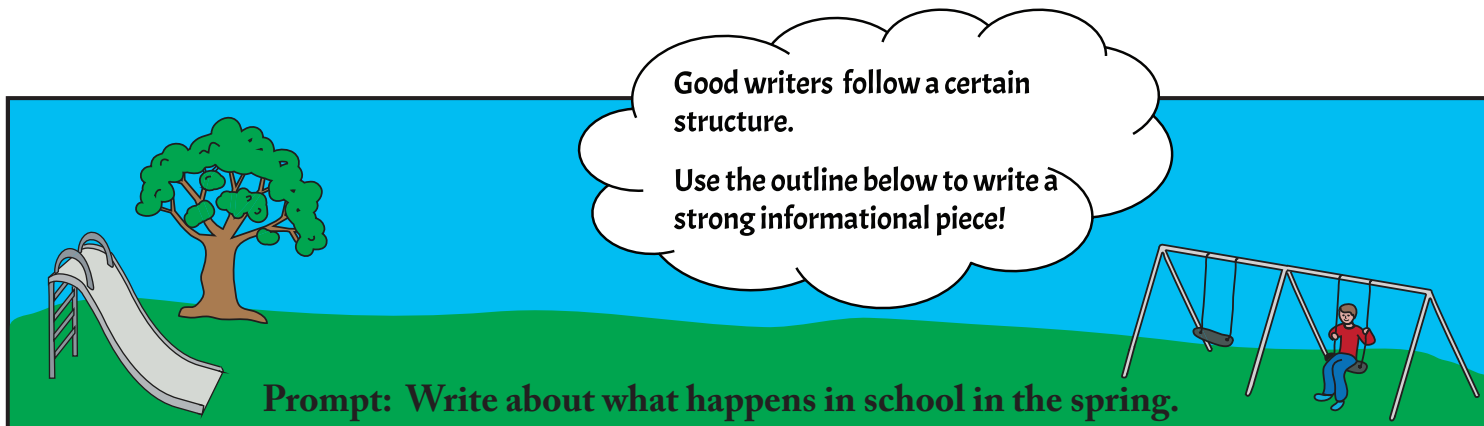 Good writers  follow a certain
structure.
Use the outline below to write a
strong informational piece!
Prompt:  Write about what happens in school in the spring.